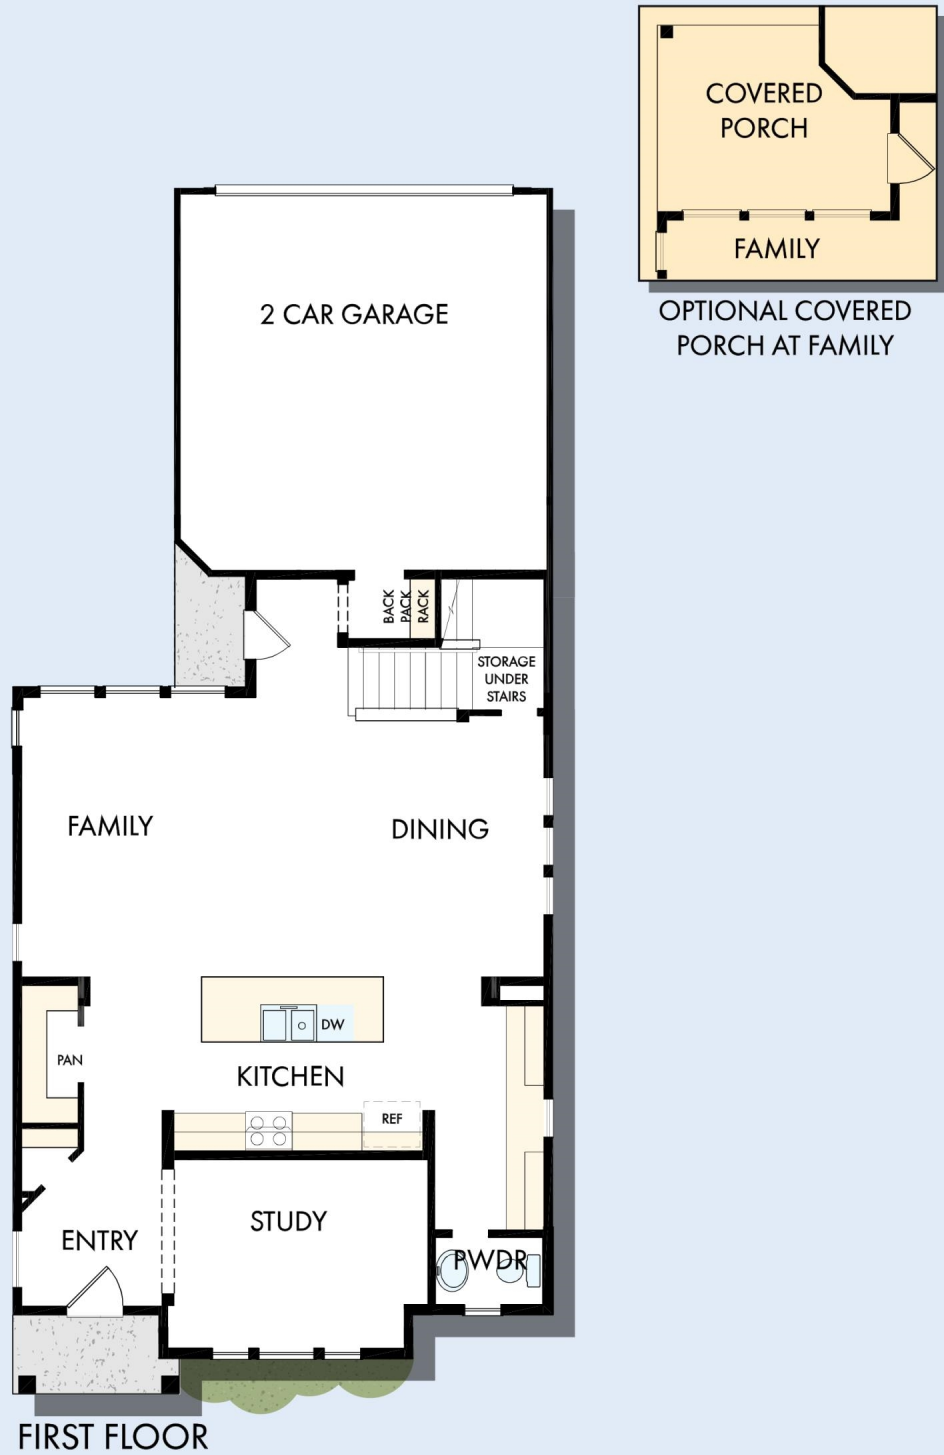 COVERED
PORCH
FAMILY
OPTIONAL COVERED
PORCH AT FAMILY
2 CAR GARAGE
BACK
PACK
RACK
STORAGE
UNDER
STAIRS
FAMILY
DINING
DW
PAN
KITCHEN
REF
STUDY
ENTRY
PWDR
FIRST FLOOR